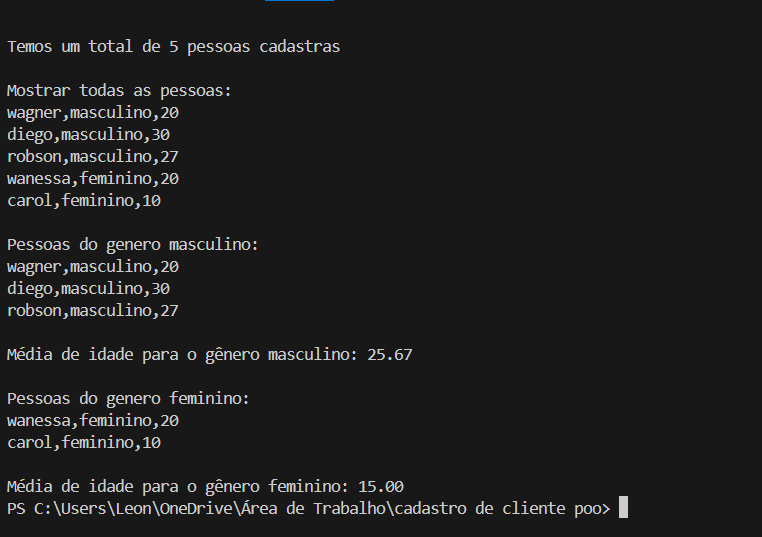 Temos um total de 5 pessoas cadastras
Mostrar todas as pessoas:
wagner,masculino,20
diego,masculino,30
robson,masculino,27
wanessa,feminino,20
carol,feminino,10
Pessoas do genero masculino:
wagner,masculino,20
diego,masculino,30
robson,masculino,27
Média de idade para o gênero masculino: 25.67
Pessoas do genero feminino:
wanessa,feminino,20
carol,feminino,10
Média de idade para o gênero feminino: 15.00
PS C:\Users\Leon\OneDrive\Área de Trabalho\cadastro de cliente poo>